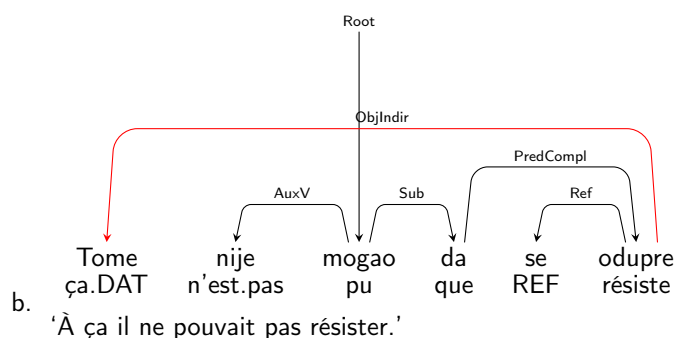 Root
ObjIndir
PredCompl
AuxV Sub Ref
Tome nije mogao da se odupre
ça.DAT n'est.pas pu que REF résiste
b.
‘À ça il ne pouvait pas résister.’